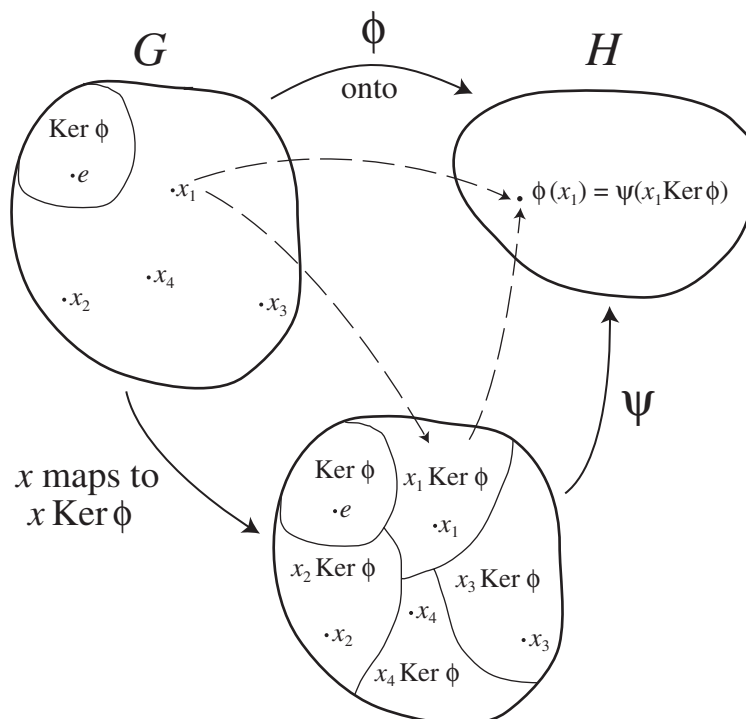 G
ϕ
H
onto
Ker ϕ
·e
·x₁
ϕ(x₁) = ψ(x₁Ker ϕ)
·x₄
·x₂
·x₃
ψ
x maps to
x Ker ϕ
Ker ϕ
x₁ Ker ϕ
·e
·x₁
x₂ Ker ϕ
x₃ Ker ϕ
·x₄
·x₂
·x₃
x₄ Ker ϕ